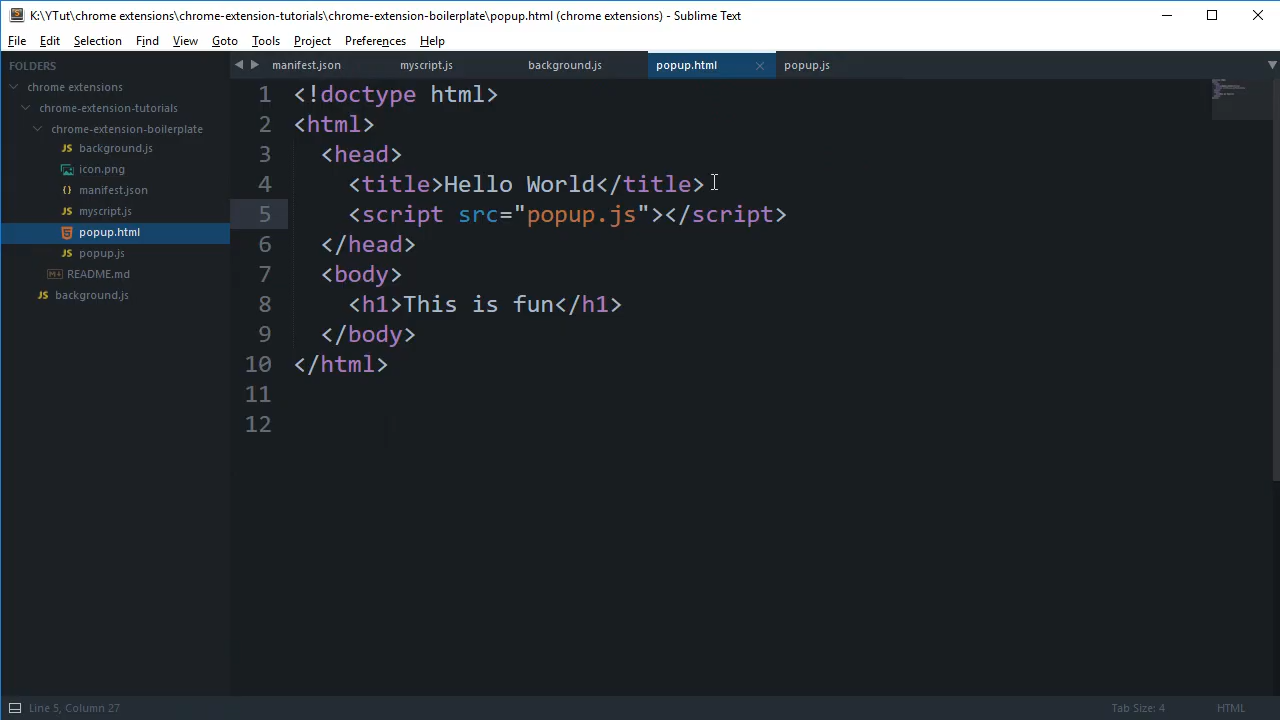 K:\YTut\chrome extensions\chrome-extension-tutorials\chrome-extension-boilerplate\popup.html (chrome extensions) - Sublime Text
File Edit Selection Find View Goto Tools Project Preferences Help
FOLDERS
chrome extensions
chrome-extension-tutorials
chrome-extension-boilerplate
JS background.js
icon.png
{} manifest.json
JS myscript.js
popup.html
JS popup.js
README.md
JS background.js
manifest.json myscript.js background.js popup.html popup.js
1 <!doctype html>
2 <html>
3 <head>
4 <title>Hello World</title>
5 <script src="popup.js"></script>
6 </head>
7 <body>
8 <h1>This is fun</h1>
9 </body>
10 </html>
11
12
Line 5, Column 27 Tab Size: 4 HTML